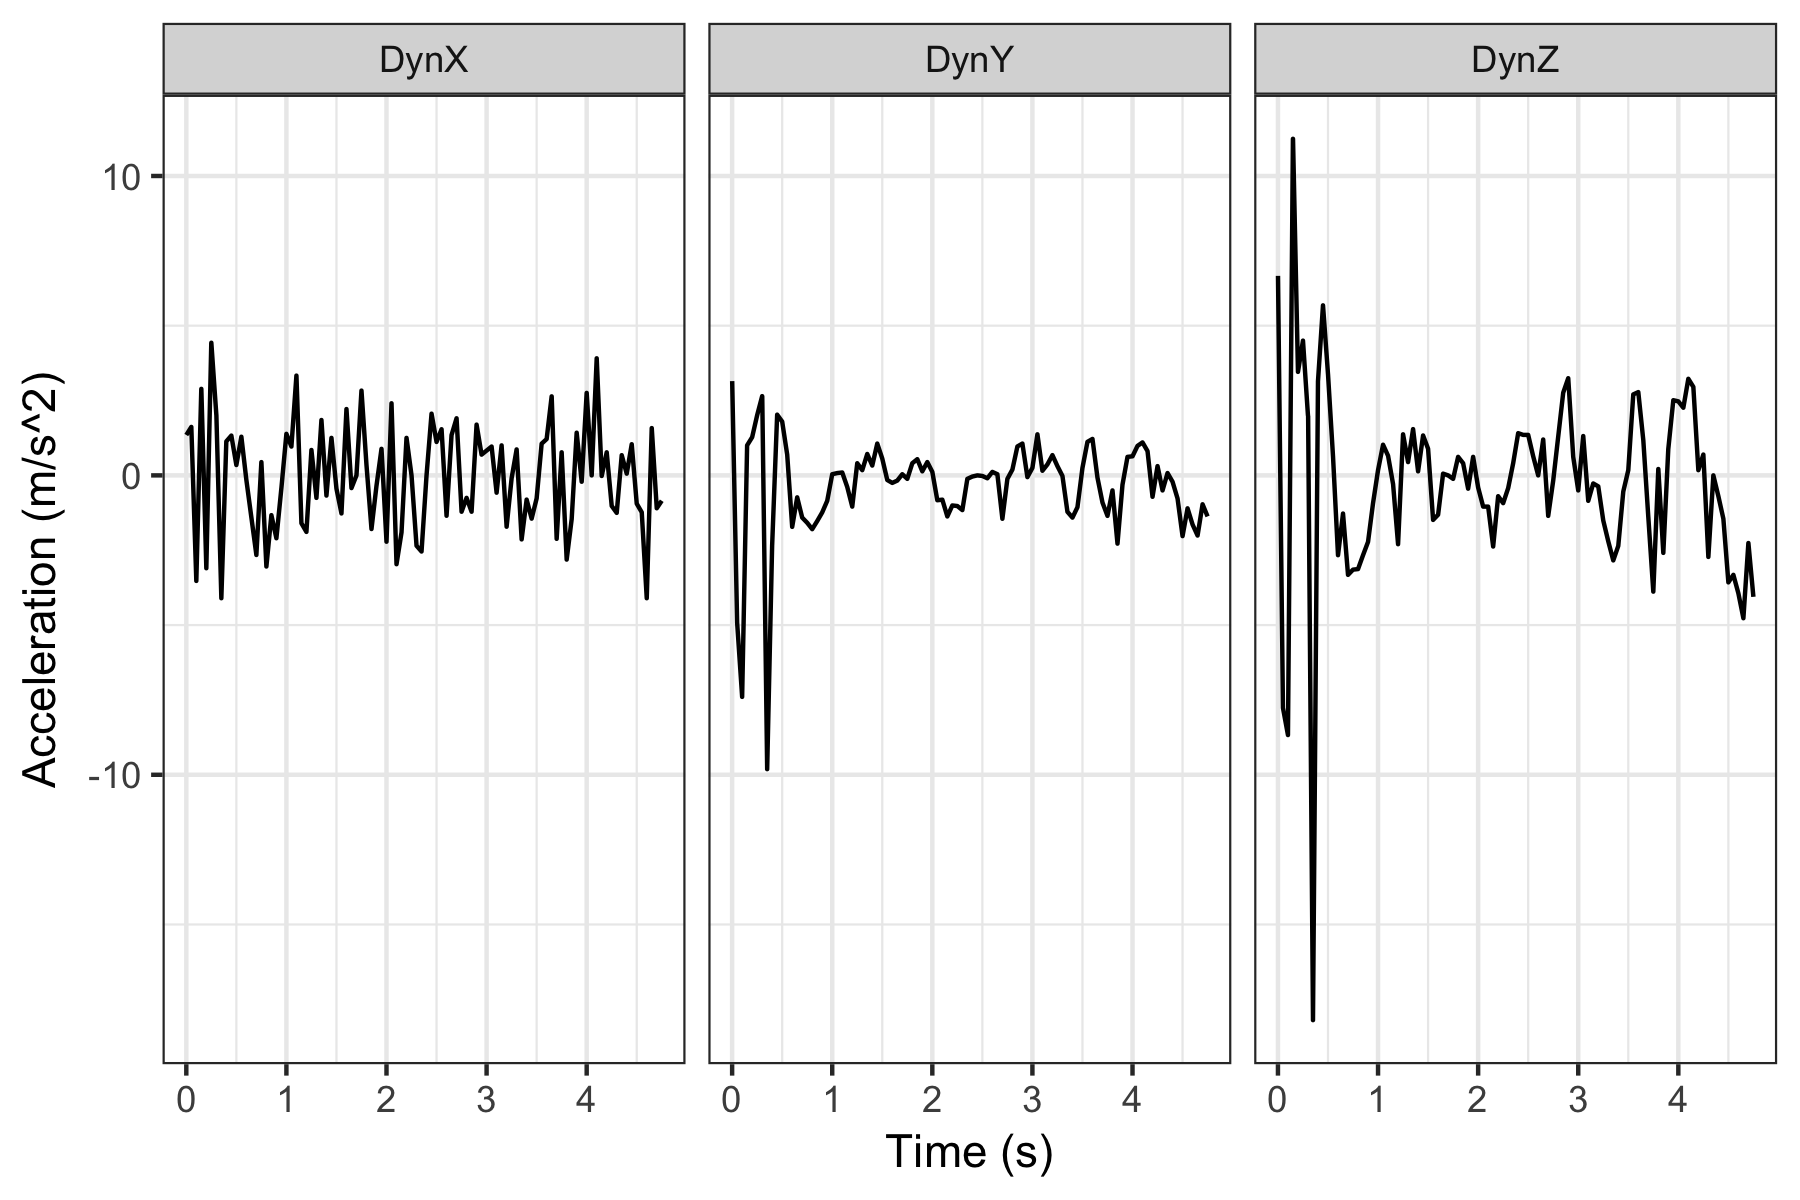 DynX DynY DynZ
10
0
-10
Acceleration (m/s^2)
0 1 2 3 4 0 1 2 3 4 0 1 2 3 4
Time (s)